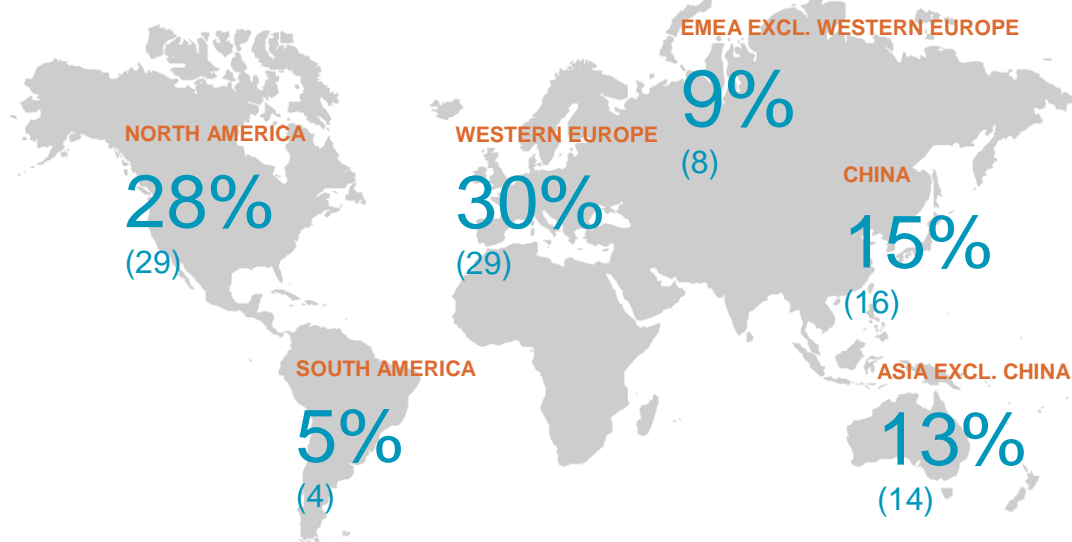 EMEA EXCL. WESTERN EUROPE
9%
(8)
NORTH AMERICA
28%
(29)
WESTERN EUROPE
30%
(29)
CHINA
15%
(16)
SOUTH AMERICA
5%
(4)
ASIA EXCL. CHINA
13%
(14)